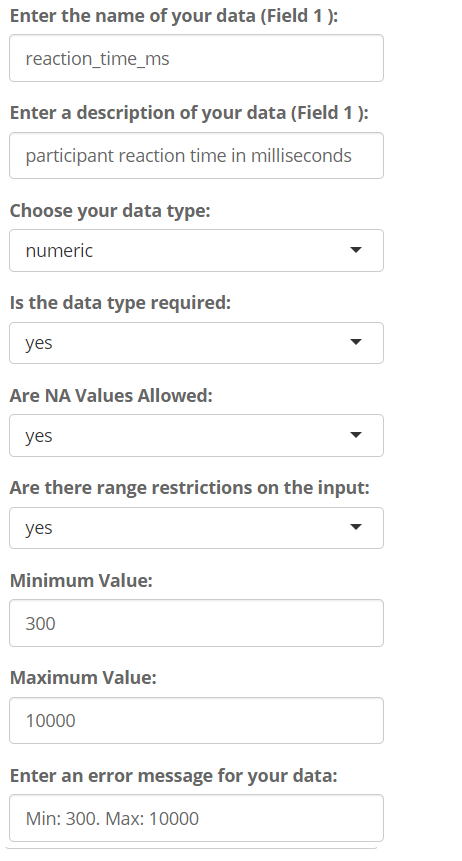 Enter the name of your data (Field 1 ):
reaction_time_ms
Enter a description of your data (Field 1 ):
participant reaction time in milliseconds
Choose your data type:
numeric
Is the data type required:
yes
Are NA Values Allowed:
yes
Are there range restrictions on the input:
yes
Minimum Value:
300
Maximum Value:
10000
Enter an error message for your data:
Min: 300. Max: 10000